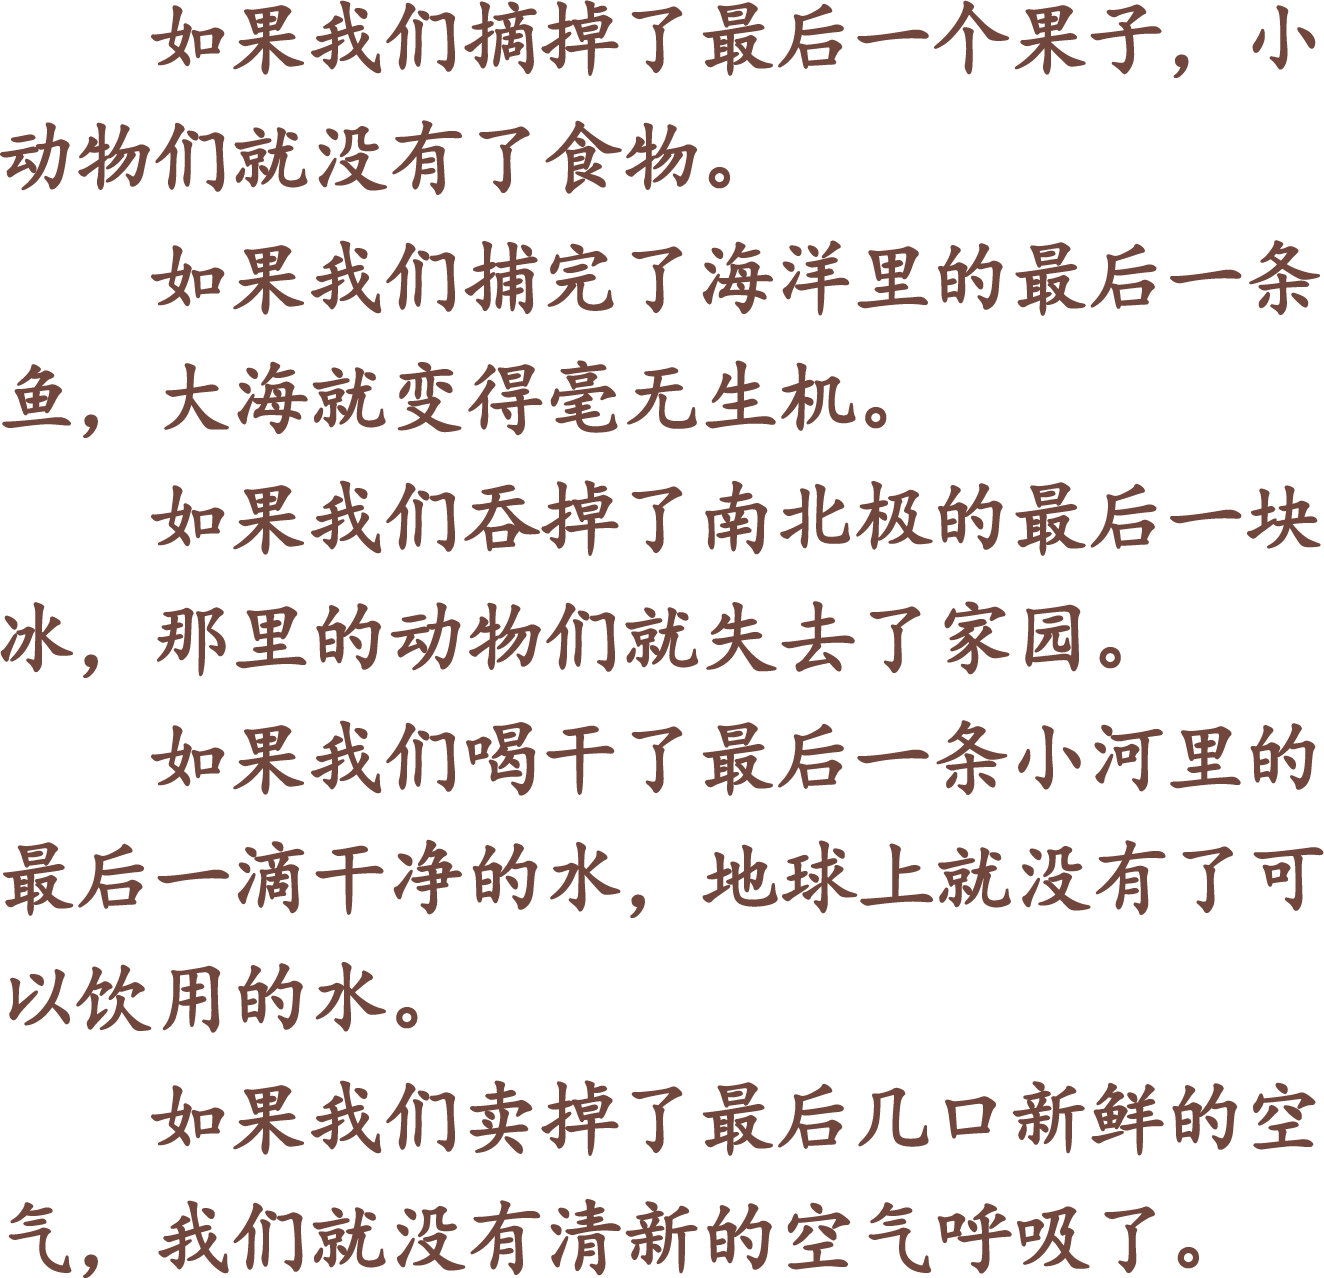 如果我们摘掉了最后一个果子，小
动物们就没有了食物。
如果我们捕完了海洋里的最后一条
鱼，大海就变得毫无生机。
如果我们吞掉了南北极的最后一块
冰，那里的动物们就失去了家园。
如果我们喝干了最后一条小河里的
最后一滴干净的水，地球上就没有了可
以饮用的水。
如果我们卖掉了最后几口新鲜的空
气，我们就没有清新的空气呼吸了。